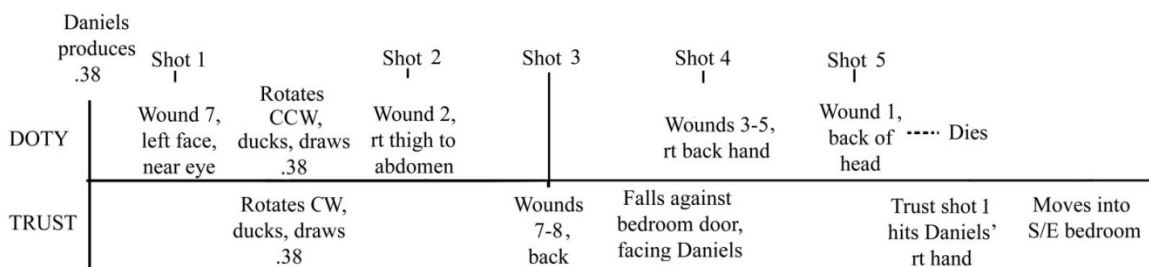 Daniels
produces
.38
Shot 1
Shot 2
Shot 3
Shot 4
Shot 5
DOTY
Wound 7,
left face,
near eye
Rotates
CCW,
ducks, draws
.38
Wound 2,
rt thigh to
abdomen
Wounds 3-5,
rt back hand
Wound 1,
back of
head
Dies
TRUST
Rotates CW,
ducks, draws
.38
Wounds
7-8,
back
Falls against
bedroom door,
facing Daniels
Trust shot 1
hits Daniels’
rt hand
Moves into
S/E bedroom